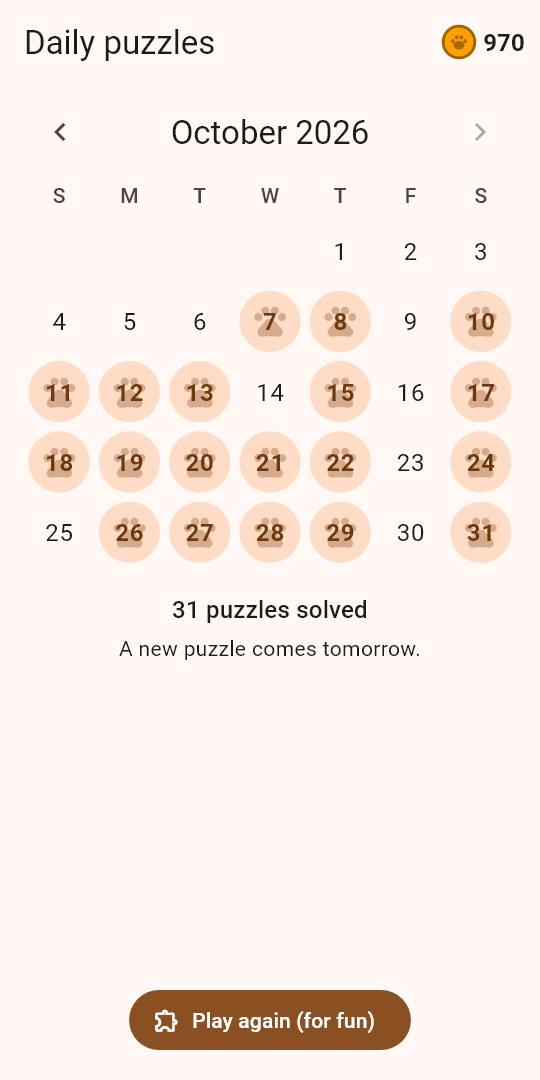 Daily puzzles 970
October 2026
S M T W T F S
1 2 3
4 5 6 7 8 9 10
11 12 13 14 15 16 17
18 19 20 21 22 23 24
25 26 27 28 29 30 31
31 puzzles solved
A new puzzle comes tomorrow.
Play again (for fun)